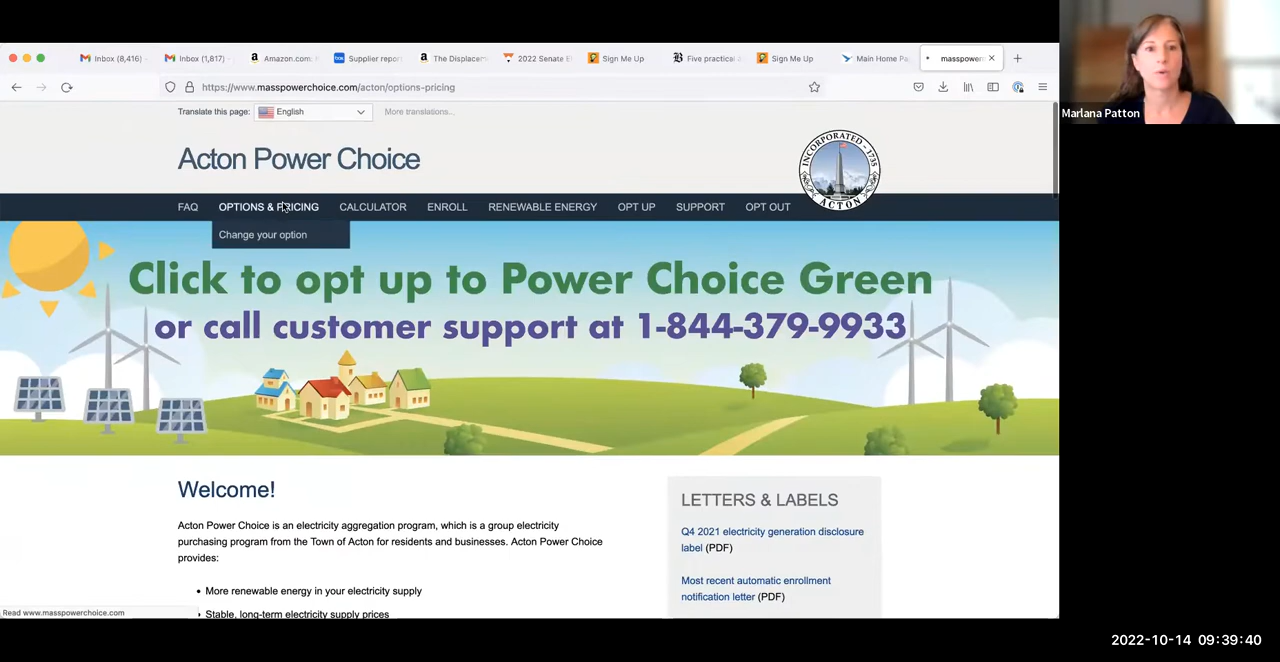 Inbox (8,416)
Inbox (1,817)
Amazon.com:
Supplier repor
The Displacem
2022 Senate E
Sign Me Up
Five practical
Sign Me Up
Main Home Pa
masspowerc
https://www.masspowerchoice.com/acton/options-pricing
Translate this page:
English
More translations...
Acton Power Choice
INCORPORATED - 1735
ACTON
FAQ
OPTIONS & PRICING
CALCULATOR
ENROLL
RENEWABLE ENERGY
OPT UP
SUPPORT
OPT OUT
Change your option
Click to opt up to Power Choice Green
or call customer support at 1-844-379-9933
Welcome!
Acton Power Choice is an electricity aggregation program, which is a group electricity
purchasing program from the Town of Acton for residents and businesses. Acton Power Choice
provides:
• More renewable energy in your electricity supply
• Stable, long-term electricity supply prices
LETTERS & LABELS
Q4 2021 electricity generation disclosure
label (PDF)
Most recent automatic enrollment
notification letter (PDF)
Read www.masspowerchoice.com
Marlana Patton
2022-10-14 09:39:40